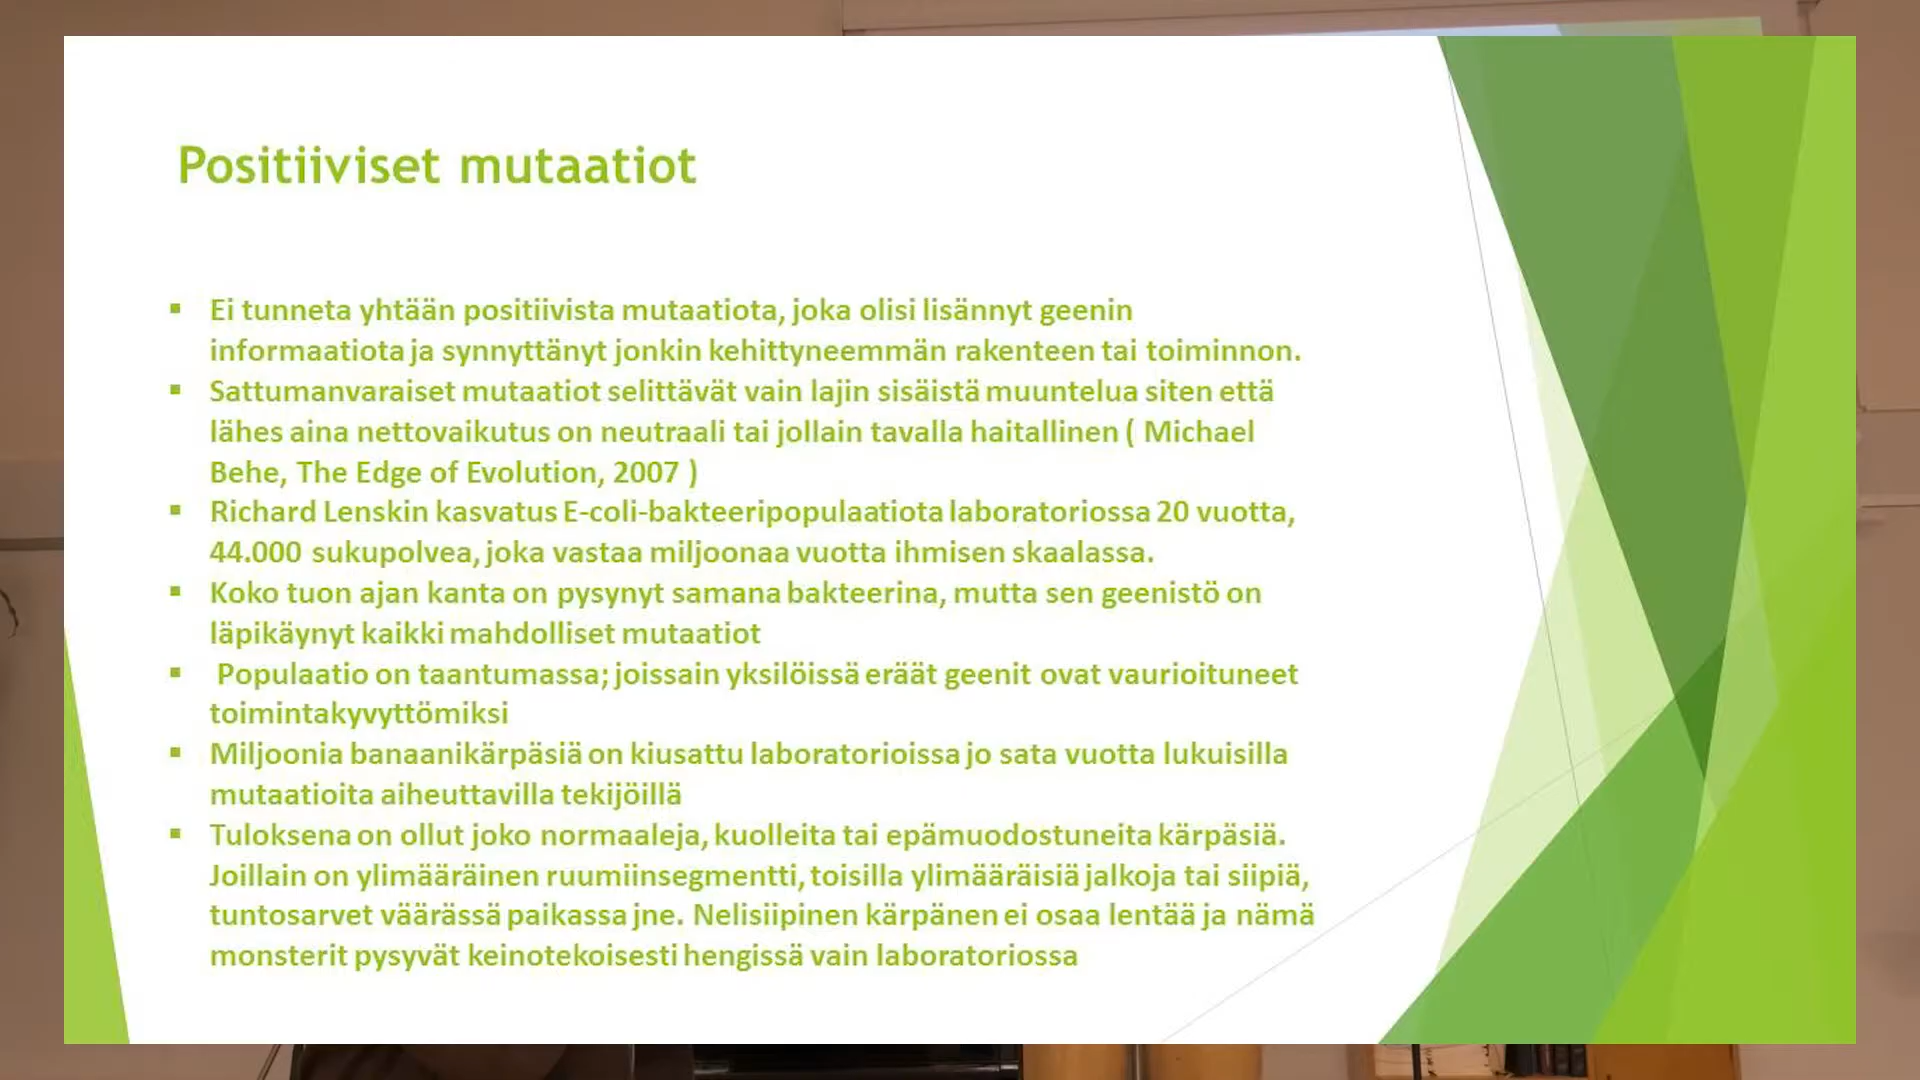 Positiiviset mutaatiot
▪ Ei tunneta yhtään positiivista mutaatiota, joka olisi lisännyt geenin
informaatiota ja synnyttänyt jonkin kehittyneemmän rakenteen tai toiminnon.
▪ Sattumanvaraiset mutaatiot selittävät vain lajin sisäistä muuntelua siten että
lähes aina nettovaikutus on neutraali tai jollain tavalla haitallinen ( Michael
Behe, The Edge of Evolution, 2007 )
▪ Richard Lenskin kasvatus E-coli-bakteeripopulaatiota laboratoriossa 20 vuotta,
44.000 sukupolvea, joka vastaa miljoonaa vuotta ihmisen skaalassa.
▪ Koko tuon ajan kanta on pysynyt samana bakteerina, mutta sen geenistö on
läpikäynyt kaikki mahdolliset mutaatiot
▪ Populaatio on taantumassa; joissain yksilöissä eräät geenit ovat vaurioituneet
toimintakyvyttömiksi
▪ Miljoonia banaanikärpäsiä on kiusattu laboratorioissa jo sata vuotta lukuisilla
mutaatioita aiheuttavilla tekijöillä
▪ Tuloksena on ollut joko normaaleja, kuolleita tai epämuodostuneita kärpäsiä.
Joillain on ylimääräinen ruumiinsegmentti, toisilla ylimääräisiä jalkoja tai siipiä,
tuntosarvet väärässä paikassa jne. Nelisiipinen kärpänen ei osaa lentää ja nämä
monsterit pysyvät keinotekoisesti hengissä vain laboratoriossa